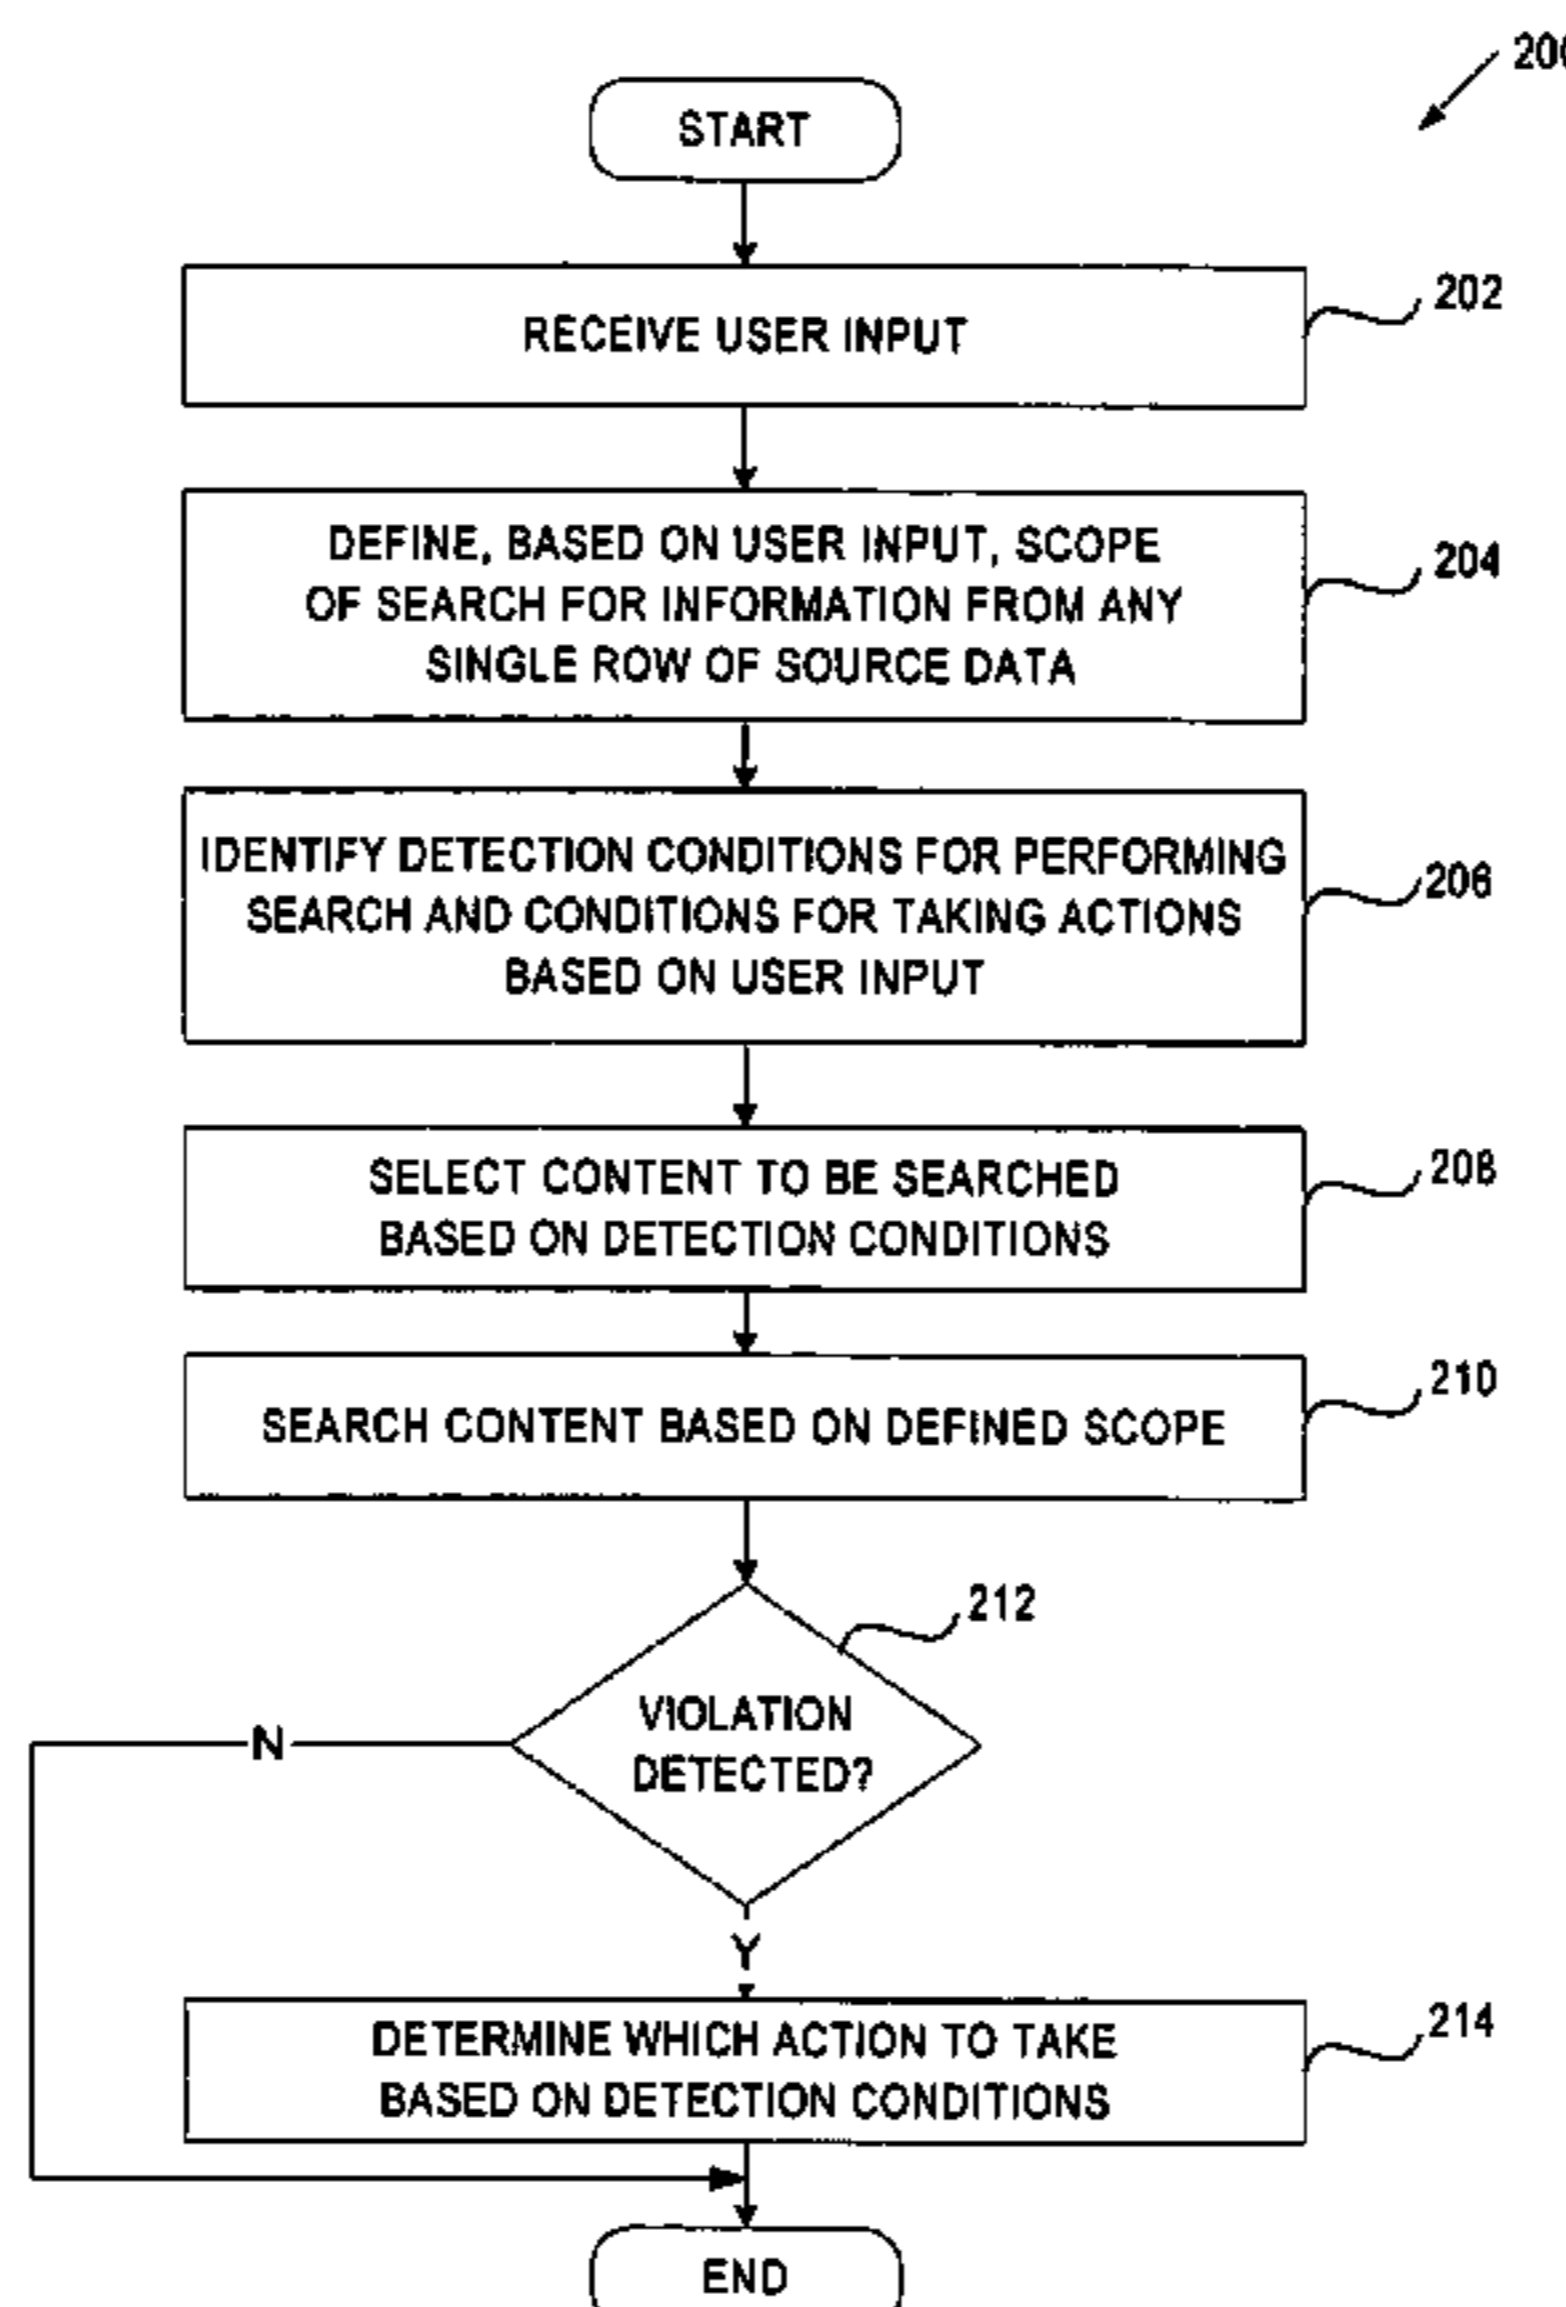 START
RECEIVE USER INPUT
202
DEFINE, BASED ON USER INPUT, SCOPE
OF SEARCH FOR INFORMATION FROM ANY
SINGLE ROW OF SOURCE DATA
204
IDENTIFY DETECTION CONDITIONS FOR PERFORMING
SEARCH AND CONDITIONS FOR TAKING ACTIONS
BASED ON USER INPUT
206
SELECT CONTENT TO BE SEARCHED
BASED ON DETECTION CONDITIONS
208
SEARCH CONTENT BASED ON DEFINED SCOPE
210
212
VIOLATION
DETECTED?
N
Y
DETERMINE WHICH ACTION TO TAKE
BASED ON DETECTION CONDITIONS
214
END